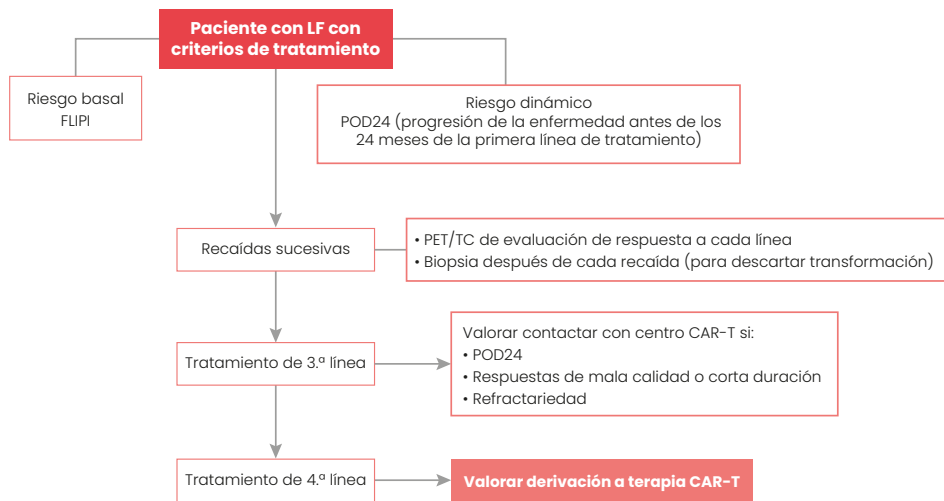 Paciente con LF con
criterios de tratamiento
Riesgo basal
FLIPI
Riesgo dinámico
POD24 (progresión de la enfermedad antes de los
24 meses de la primera línea de tratamiento)
Recaídas sucesivas
• PET/TC de evaluación de respuesta a cada línea
• Biopsia después de cada recaída (para descartar transformación)
Tratamiento de 3.ª línea
Valorar contactar con centro CAR-T si:
• POD24
• Respuestas de mala calidad o corta duración
• Refractariedad
Tratamiento de 4.ª línea
Valorar derivación a terapia CAR-T